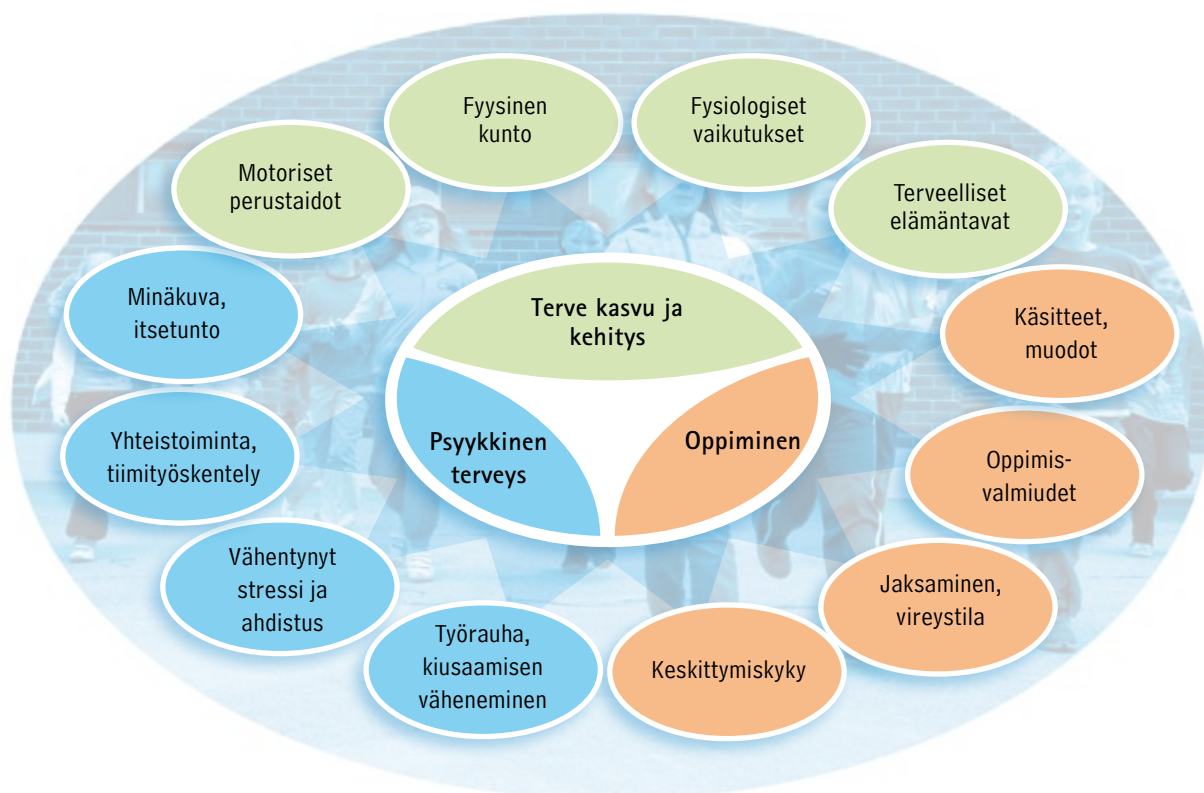 Fyysinen
kunto
Fysiologiset
vaikutukset
Motoriset
perustaidot
Terveelliset
elämäntavat
Minäkuva,
itsetunto
Terve kasvu ja
kehitys
Käsitteet,
muodot
Yhteistoiminta,
tiimityöskentely
Psyykkinen
terveys
Oppiminen
Oppimis-
valmiudet
Vähentynyt
stressi ja
ahdistus
Jaksaminen,
vireystila
Työrauha,
kiusaamisen
väheneminen
Keskittymiskyky